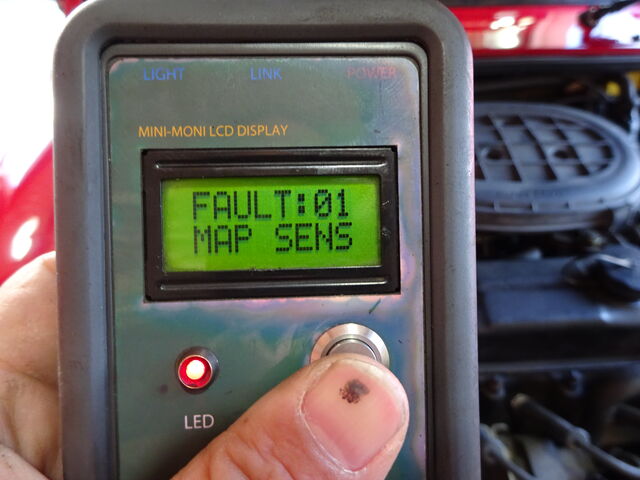 LIGHT LINK POWER
MINI-MONI LCD DISPLAY
FAULT:01
MAP SENS
LED